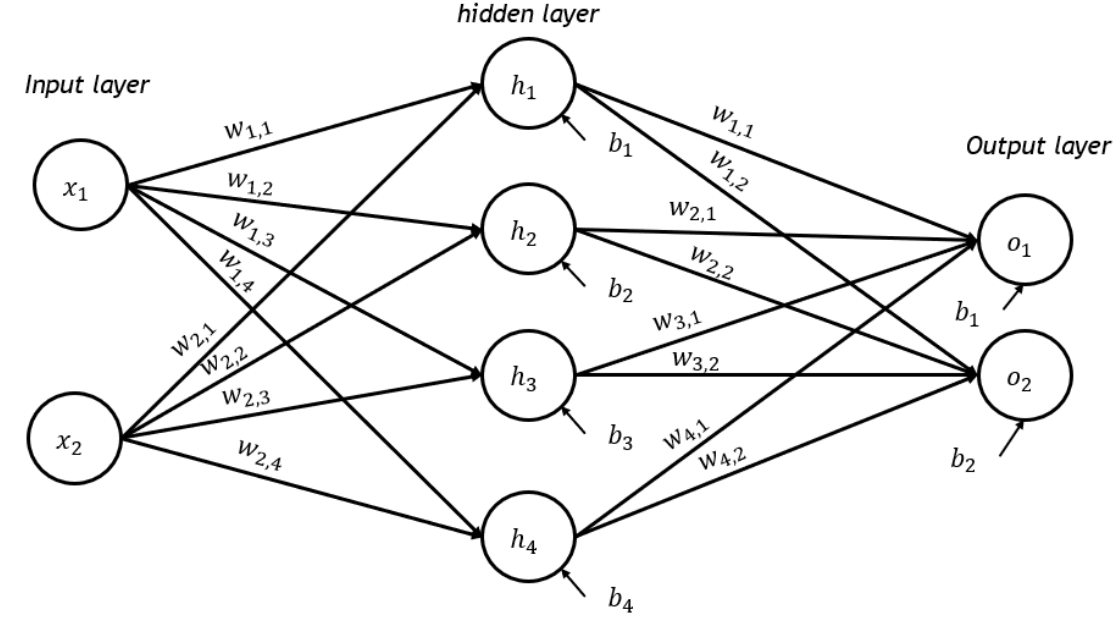 hidden layer
Input layer
Output layer
x₁
x₂
w₁,₁
w₁,₂
w₁,₃
w₁,₄
w₂,₁
w₂,₂
w₂,₃
w₂,₄
h₁
h₂
h₃
h₄
b₁
b₂
b₃
b₄
w₁,₁
w₁,₂
w₂,₁
w₂,₂
w₃,₁
w₃,₂
w₄,₁
w₄,₂
o₁
o₂
b₁
b₂